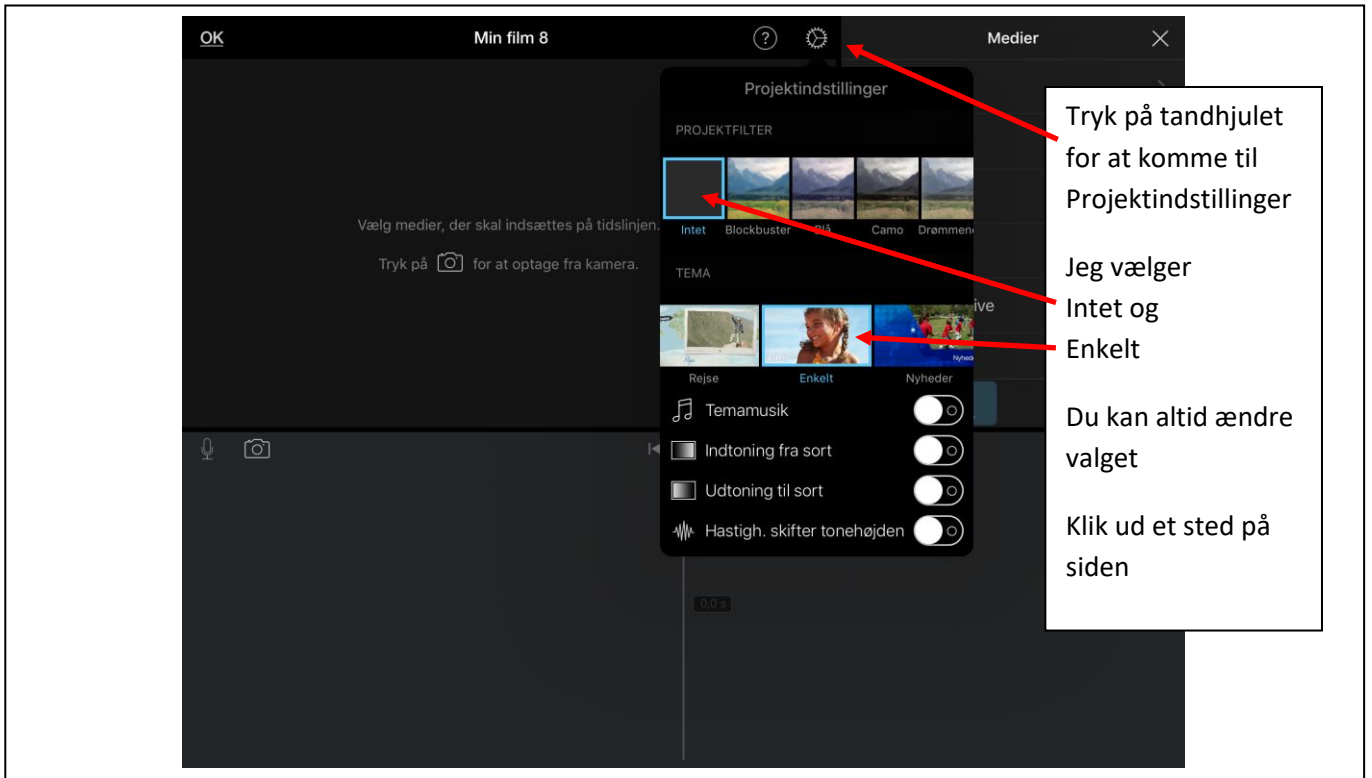 OK
Min film 8
?
Medier
Projektindstillinger
PROJEKTFILTER
Intet
Blockbuster
Blå
Camo
Drømmen
Vælg medier, der skal indsættes på tidslinjen.
Tryk på
for at optage fra kamera.
TEMA
ive
Rejse
Enkelt
Nyheder
Temamusik
Indtoning fra sort
Udtoning til sort
Hastigh. skifter tonehøjden
0,0 s
Tryk på tandhjulet
for at komme til
Projektindstillinger
Jeg vælger
Intet og
Enkelt
Du kan altid ændre
valget
Klik ud et sted på
siden